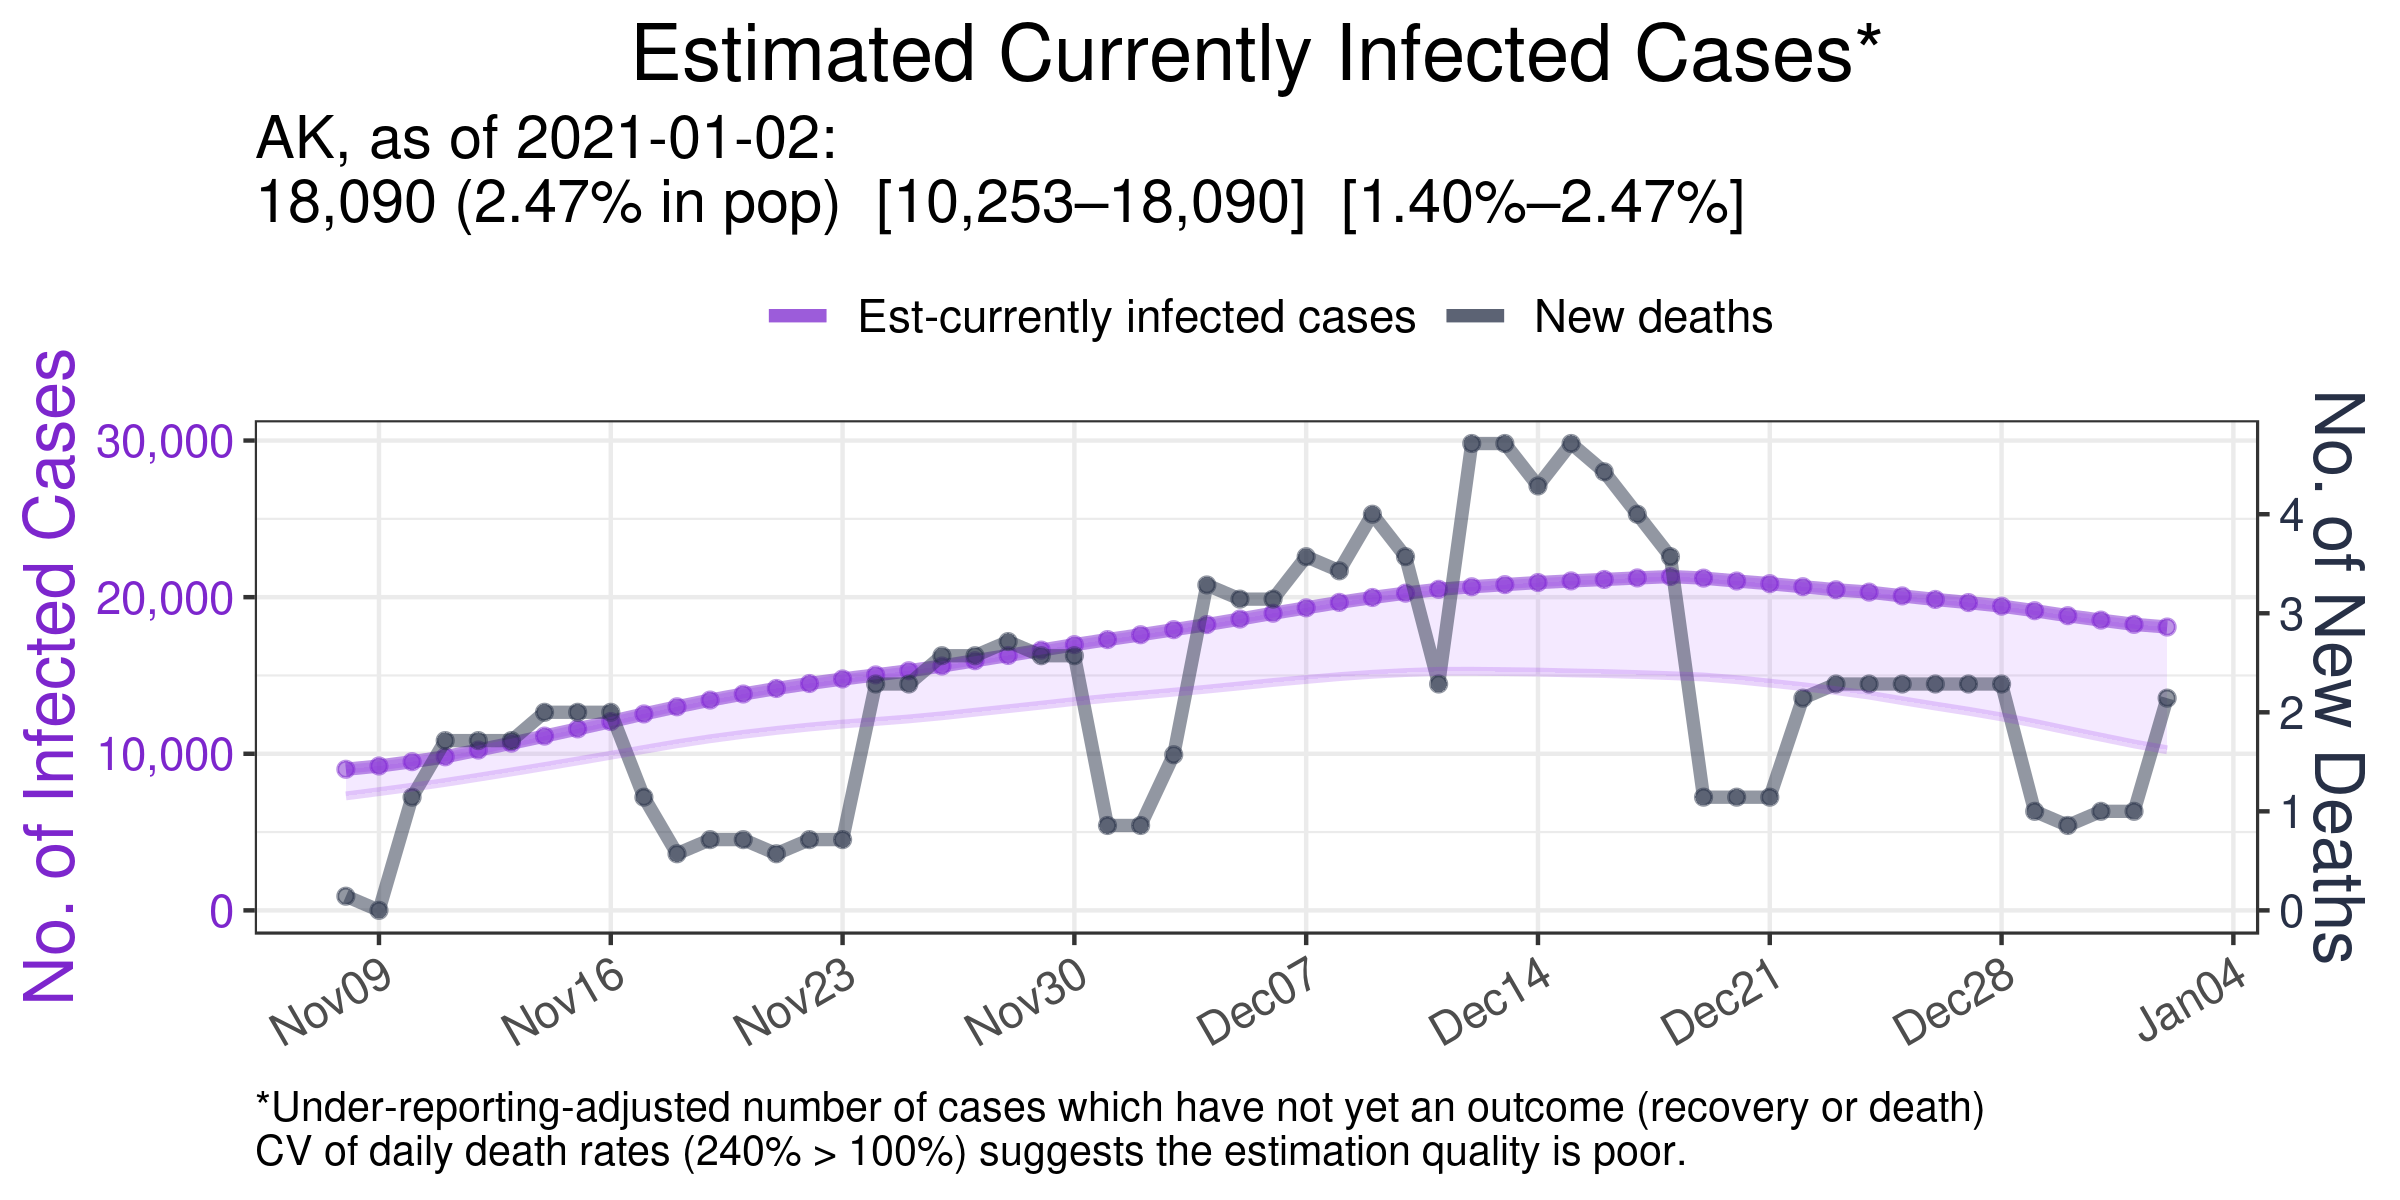 Estimated Currently Infected Cases*
AK, as of 2021-01-02:
18,090 (2.47% in pop)  [10,253–18,090]  [1.40%–2.47%]
Est-currently infected cases
New deaths
No. of Infected Cases
30,000
20,000
10,000
0
No. of New Deaths
4
3
2
1
0
Nov09
Nov16
Nov23
Nov30
Dec07
Dec14
Dec21
Dec28
Jan04
*Under-reporting-adjusted number of cases which have not yet an outcome (recovery or death)
CV of daily death rates (240% > 100%) suggests the estimation quality is poor.